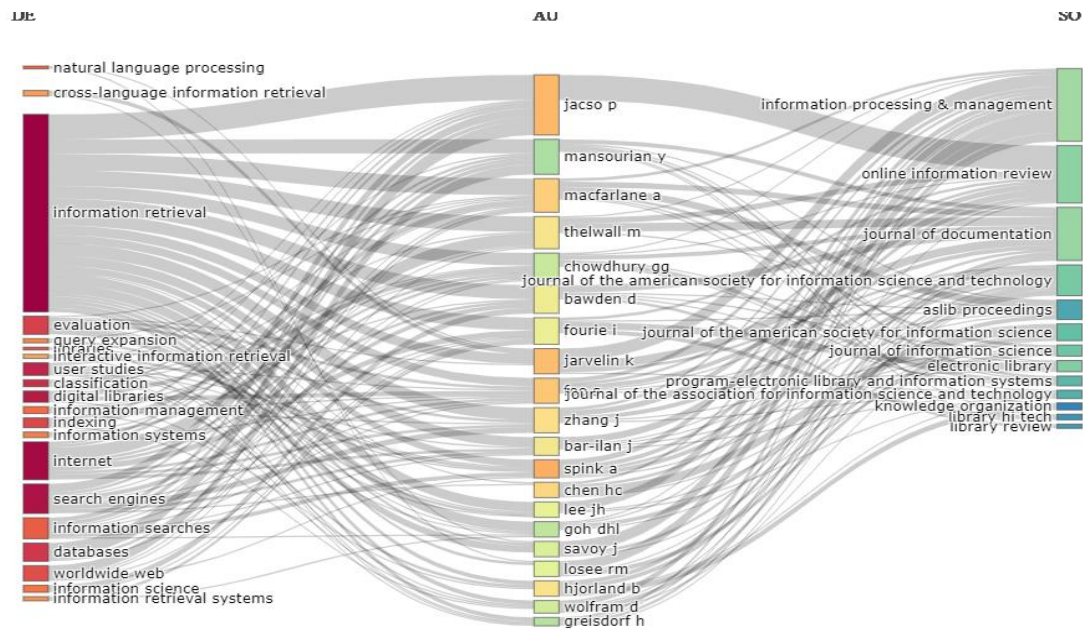 DE
AU
SO
natural language processing
cross-language information retrieval
information retrieval
evaluation
query expansion
interactive information retrieval
user studies
classification
digital libraries
information management
indexing
information systems
internet
search engines
information searches
databases
worldwide web
information science
information retrieval systems
jacso p
mansourian y
macfarlane a
thelwall m
chowdhury gg
bawden d
fourie i
jarvelin k
zhang j
bar-ilan j
spink a
chen hc
lee jh
goh dhl
savoy j
losee rm
hjorland b
wolfram d
greisdorf h
information processing & management
online information review
journal of documentation
journal of the american society for information science and technology
aslib proceedings
journal of the american society for information science
journal of information science
electronic library
program-electronic library and information systems
journal of the association for information science and technology
knowledge organization
library hi tech
library review